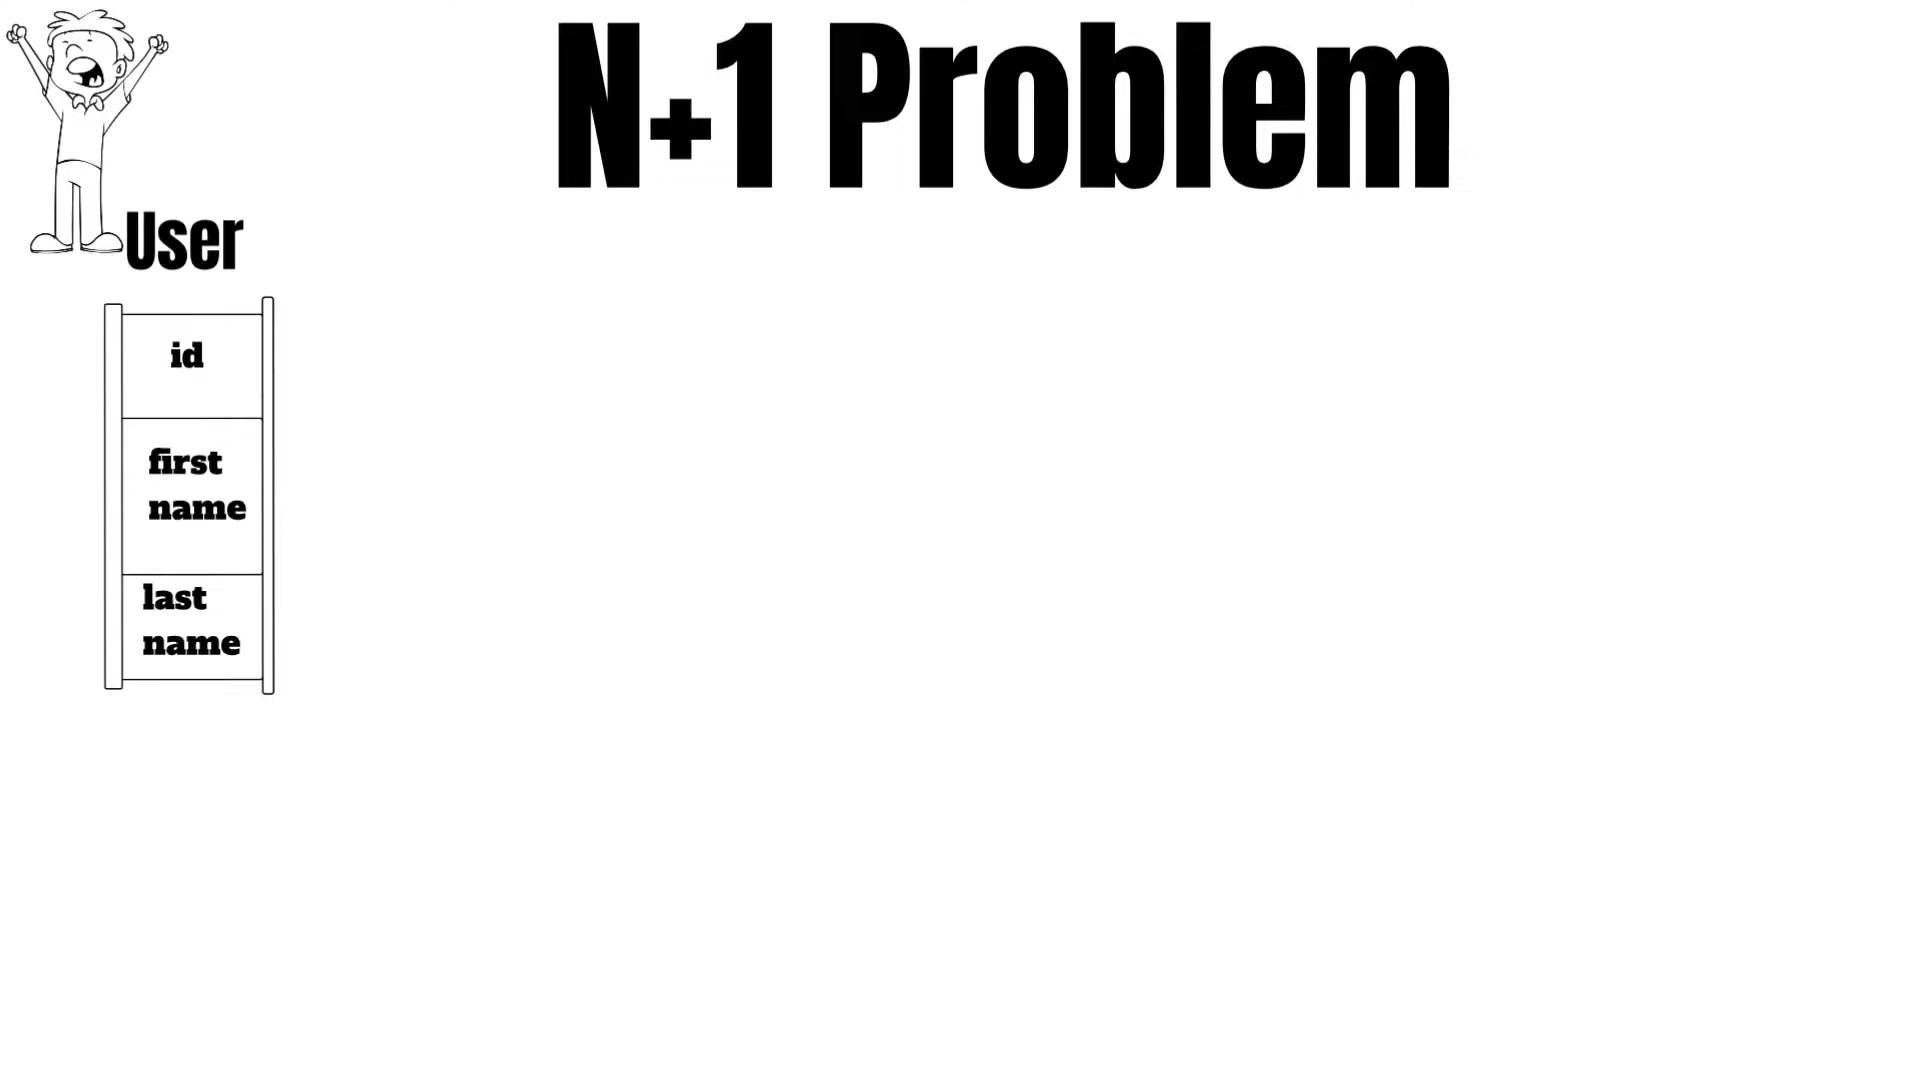 N+1 Problem
User
id
first
name
last
name